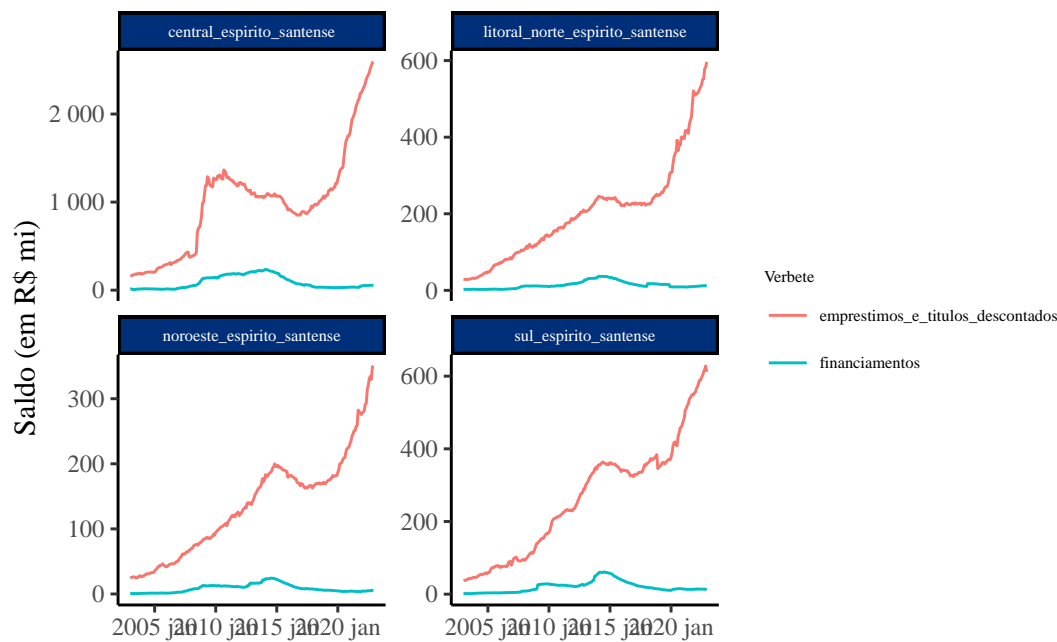 central_espirito_santense
litoral_norte_espirito_santense
2 000
1 000
0
600
400
200
0
noroeste_espirito_santense
sul_espirito_santense
300
200
100
0
600
400
200
0
2005 jan 2010 jan 2015 jan 2020 jan
2005 jan 2010 jan 2015 jan 2020 jan
Saldo (em R$ mi)
Verbete
emprestimos_e_titulos_descontados
financiamentos